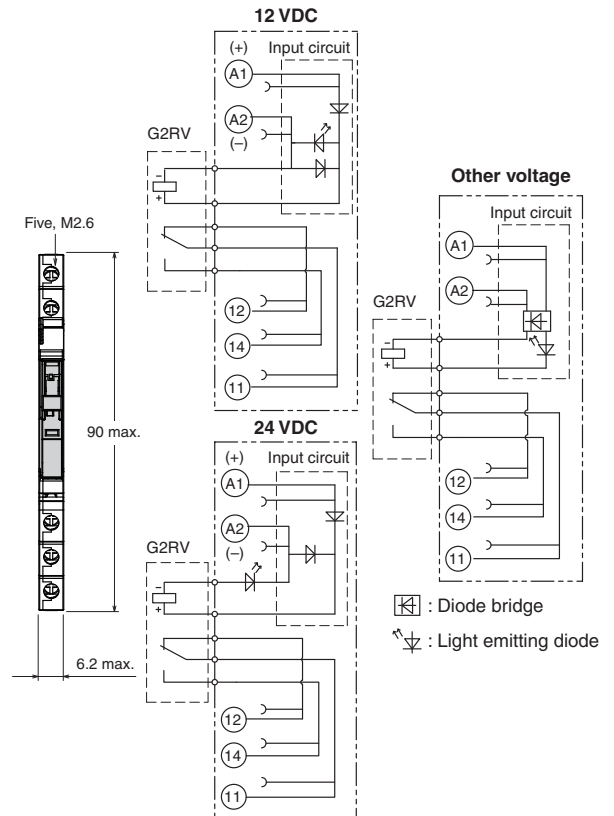 12 VDC
(+) Input circuit
A1
A2
(–)
G2RV
–
+
12
14
11
Five, M2.6
90 max.
6.2 max.
24 VDC
(+) Input circuit
A1
A2
(–)
G2RV
–
+
12
14
11
Other voltage
Input circuit
A1
A2
G2RV
–
+
12
14
11
: Diode bridge
: Light emitting diode